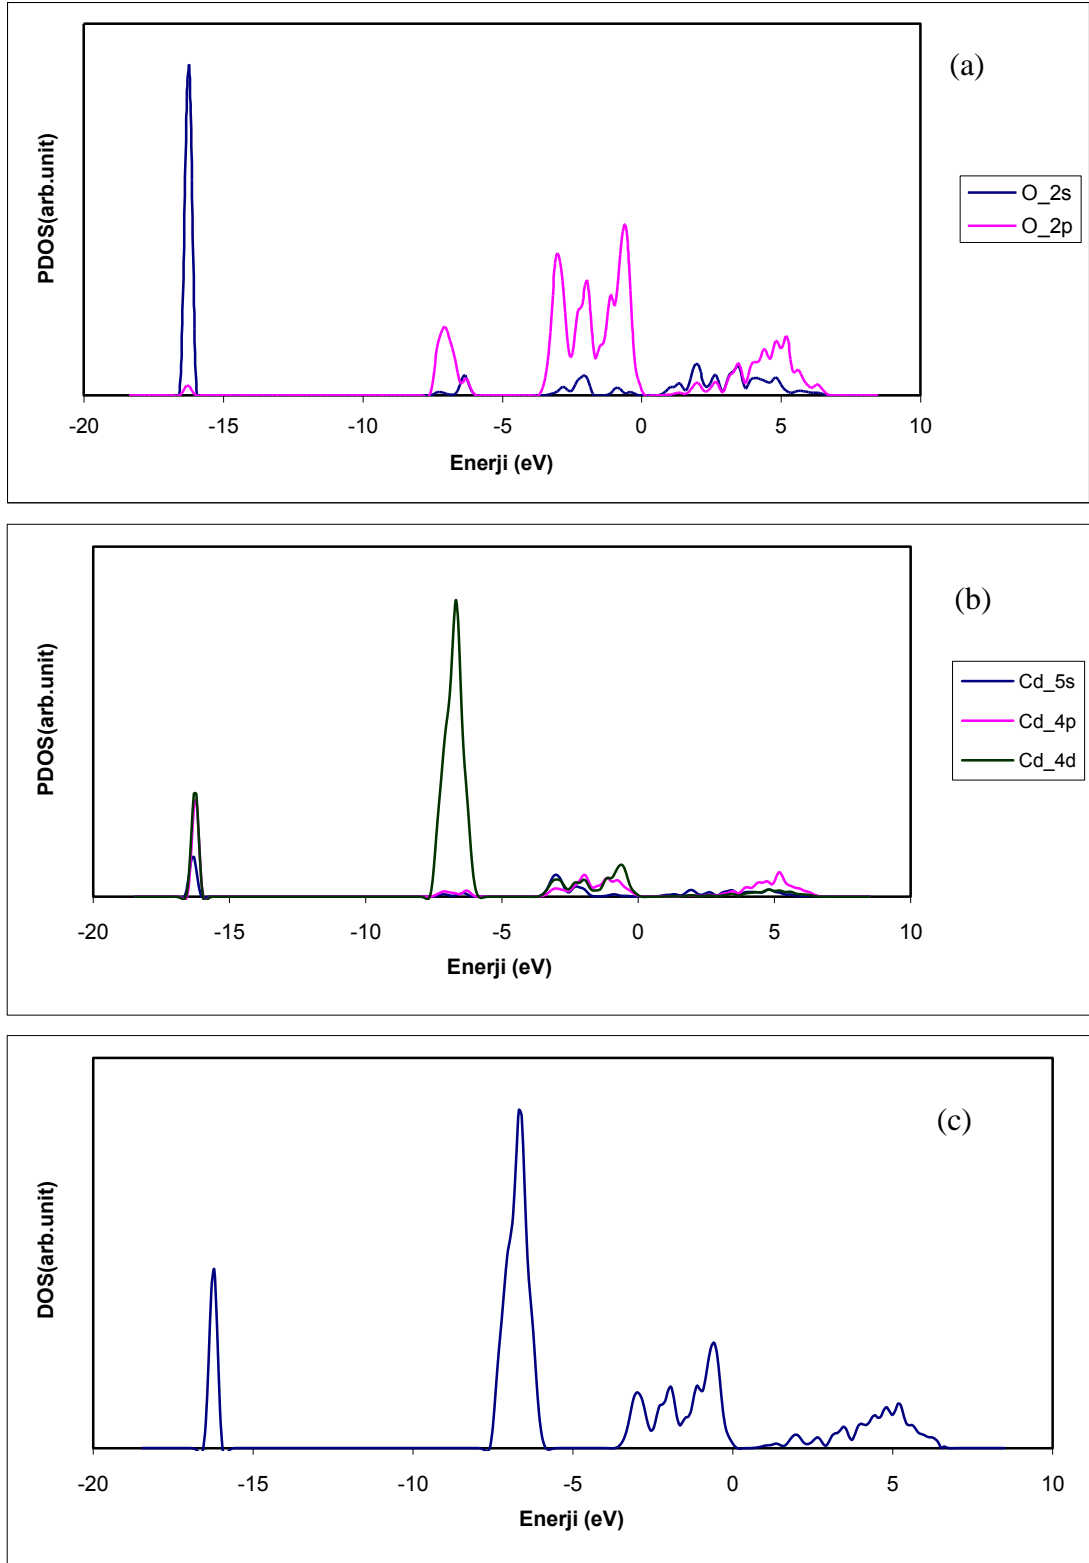 (a)
PDOS(arb.unit)
O_2s
O_2p
-20 -15 -10 -5 0 5 10
Enerji (eV)
(b)
PDOS(arb.unit)
Cd_5s
Cd_4p
Cd_4d
-20 -15 -10 -5 0 5 10
Enerji (eV)
(c)
DOS(arb.unit)
-20 -15 -10 -5 0 5 10
Enerji (eV)